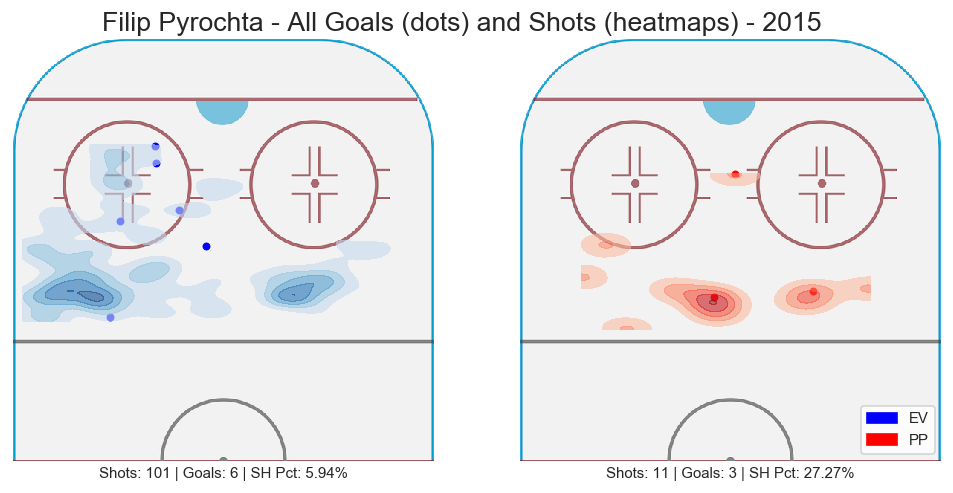 Filip Pyrochta - All Goals (dots) and Shots (heatmaps) - 2015
EV
PP
Shots: 101 | Goals: 6 | SH Pct: 5.94%
Shots: 11 | Goals: 3 | SH Pct: 27.27%